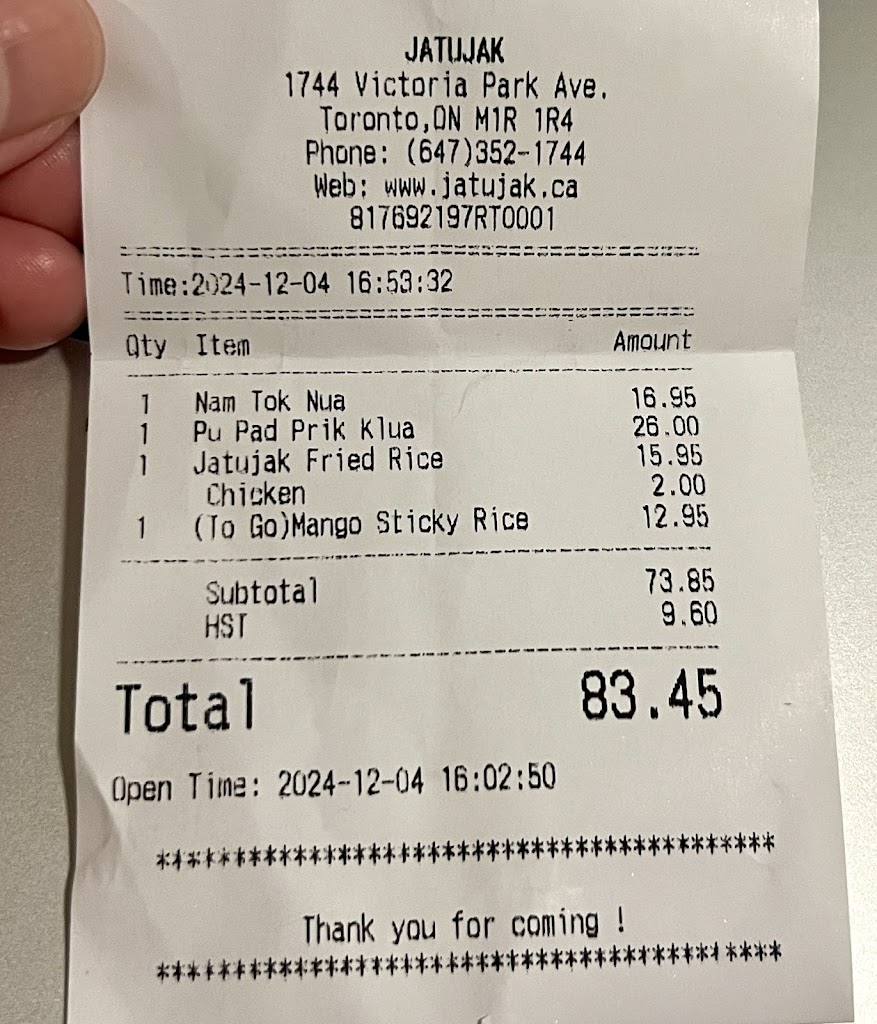 JATUJAK
1744 Victoria Park Ave.
Toronto,ON M1R 1R4
Phone: (647)352-1744
Web: www.jatujak.ca
817692197RT0001
Time:2024-12-04 16:53:32
Qty Item Amount
1 Nam Tok Nua 16.95
1 Pu Pad Prik Klua 26.00
1 Jatujak Fried Rice 15.95
Chicken 2.00
1 (To Go)Mango Sticky Rice 12.95
Subtotal 73.85
HST 9.60
Total 83.45
Open Time: 2024-12-04 16:02:50
Thank you for coming !